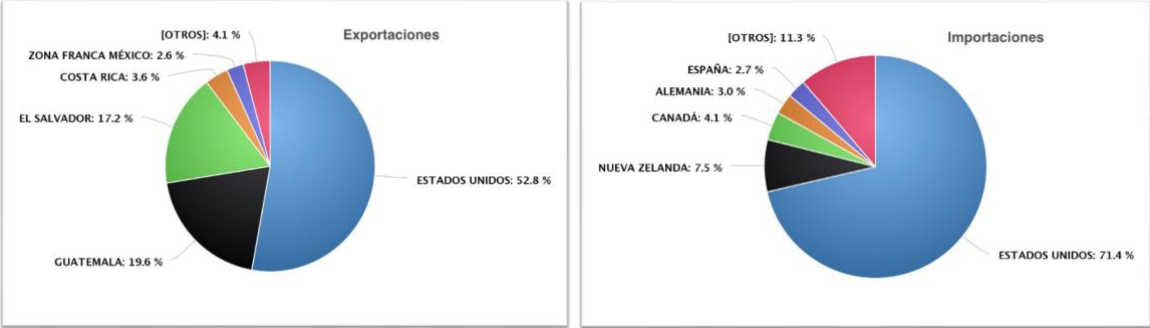 Exportaciones
[OTROS]: 4.1 %
ZONA FRANCA MÉXICO: 2.6 %
COSTA RICA: 3.6 %
EL SALVADOR: 17.2 %
ESTADOS UNIDOS: 52.8 %
GUATEMALA: 19.6 %
Importaciones
[OTROS]: 11.3 %
ESPAÑA: 2.7 %
ALEMANIA: 3.0 %
CANADÁ: 4.1 %
NUEVA ZELANDA: 7.5 %
ESTADOS UNIDOS: 71.4 %